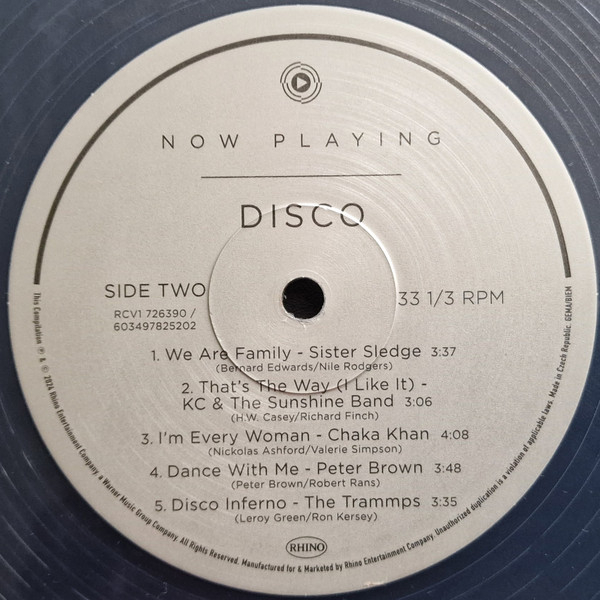 NOW PLAYING
DISCO
SIDE TWO
33 1/3 RPM
RCV1 726390 /
603497825202
1. We Are Family - Sister Sledge 3:37
(Bernard Edwards/Nile Rodgers)
2. That's The Way (I Like It) -
KC & The Sunshine Band 3:06
(H.W. Casey/Richard Finch)
3. I'm Every Woman - Chaka Khan 4:08
(Nickolas Ashford/Valerie Simpson)
4. Dance With Me - Peter Brown 3:48
(Peter Brown/Robert Rans)
5. Disco Inferno - The Trammps 3:35
(Leroy Green/Ron Kersey)
RHINO
This Compilation ℗ & © 2024 Rhino Entertainment Company, a Warner Music Group Company. All Rights Reserved. Manufactured for & Marketed by Rhino Entertainment Company. Unauthorized duplication is a violation of applicable laws. Made in Czech Republic. GEMA/BIEM